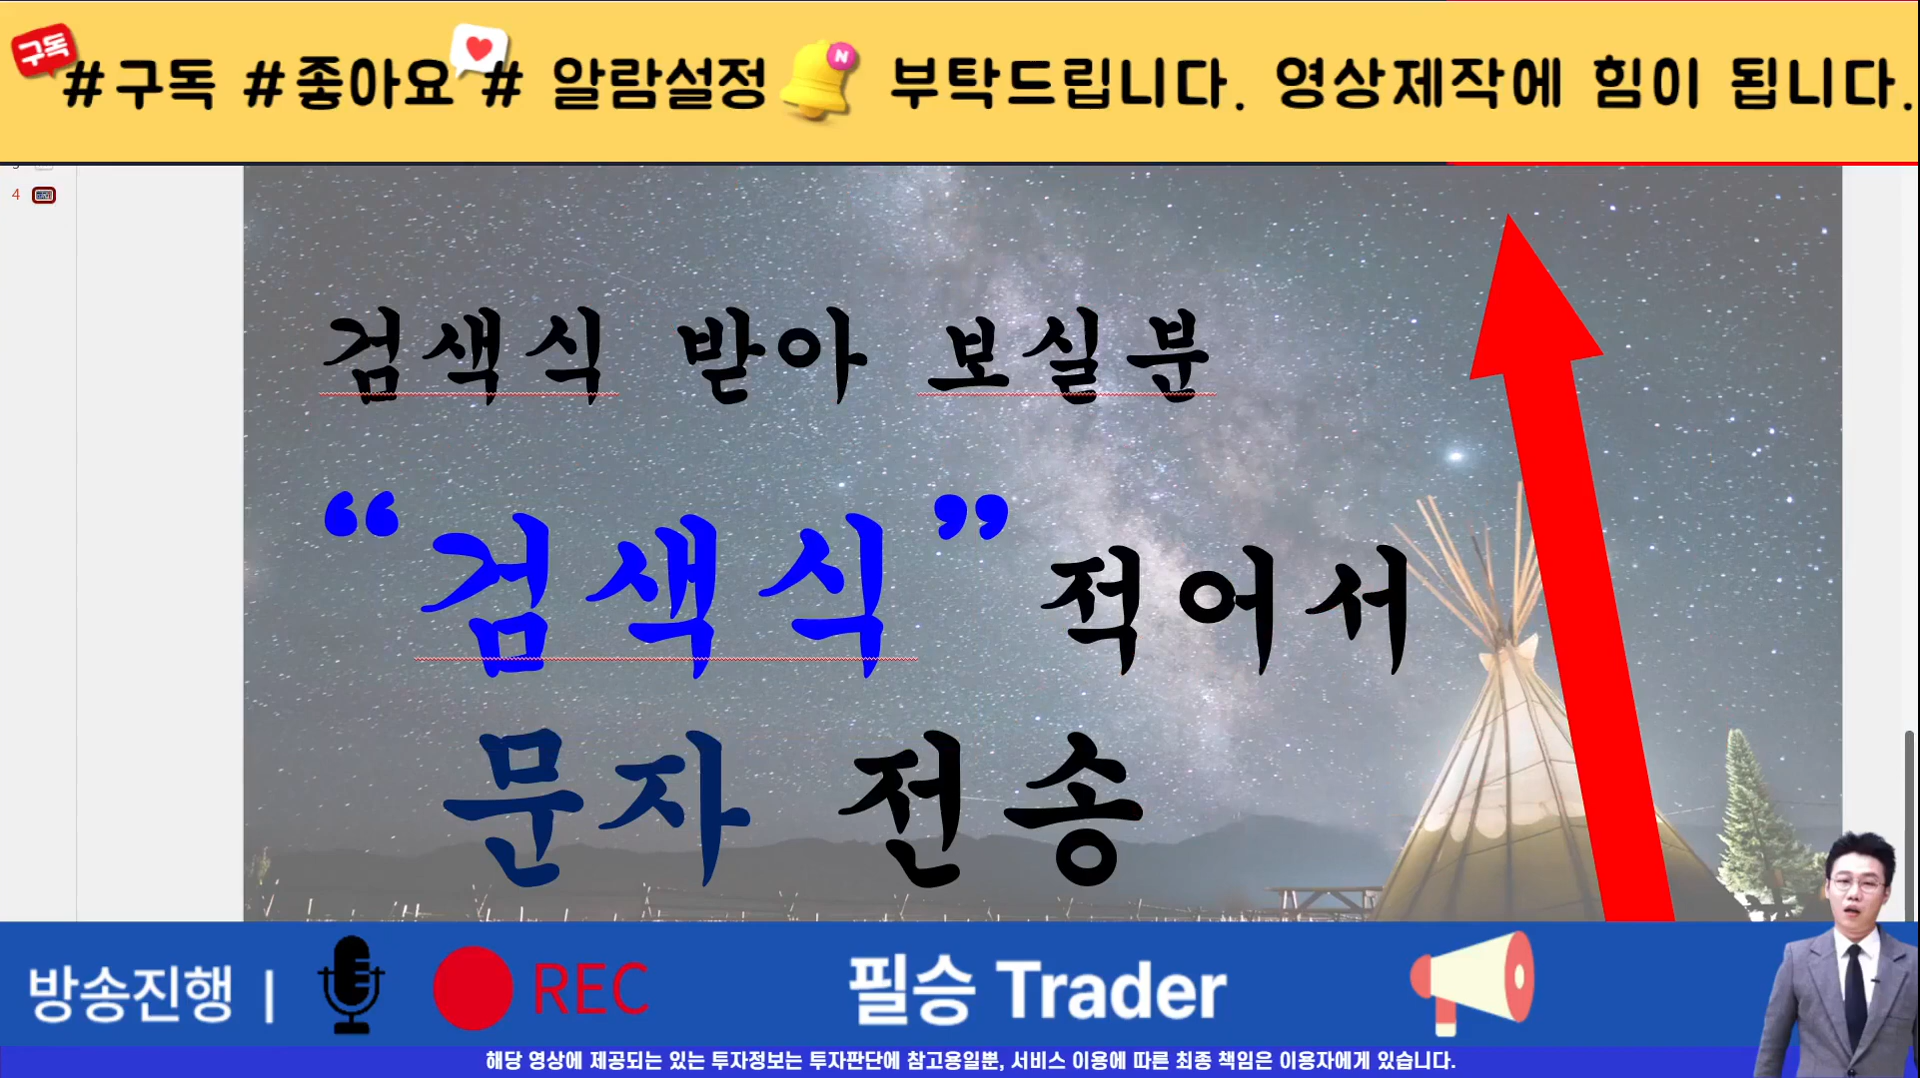 구독
#구독 #좋아요 # 알람설정 N 부탁드립니다. 영상제작에 힘이 됩니다.
4
검색식 받아 보실분
“검색식” 적어서
문자 전송
방송진행 | REC 필승 Trader
해당 영상에 제공되는 있는 투자정보는 투자판단에 참고용일뿐, 서비스 이용에 따른 최종 책임은 이용자에게 있습니다.